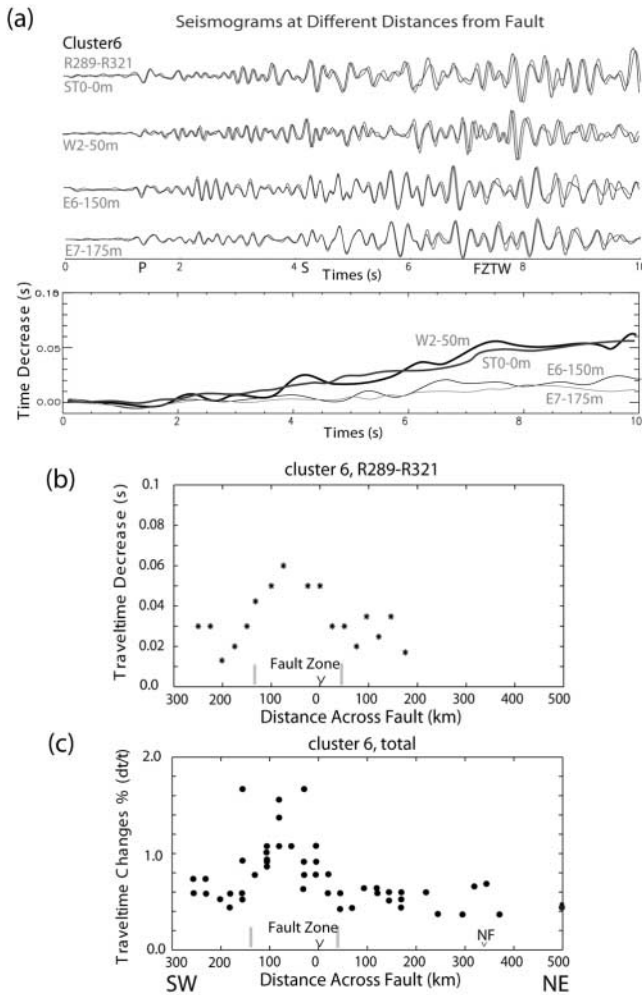 (a)
Seismograms at Different Distances from Fault
Cluster6
R289-R321
ST0-0m
W2-50m
E6-150m
E7-175m
0 P 2 4 S 6 FZTW 8 10
Times (s)
Time Decrease (s)
0.16
0.05
0.00
W2-50m
ST0-0m
E6-150m
E7-175m
0 2 4 6 8 10
Times (s)
(b)
cluster 6, R289-R321
Traveltime Decrease (s)
0.1
0.08
0.06
0.04
0.02
0.0
Fault Zone
300 200 100 0 100 200 300 400 500
Distance Across Fault (km)
(c)
cluster 6, total
Traveltime Changes % (dt/t)
2.0
1.0
0.0
Fault Zone
NF
300 200 100 0 100 200 300 400 500
SW Distance Across Fault (km) NE